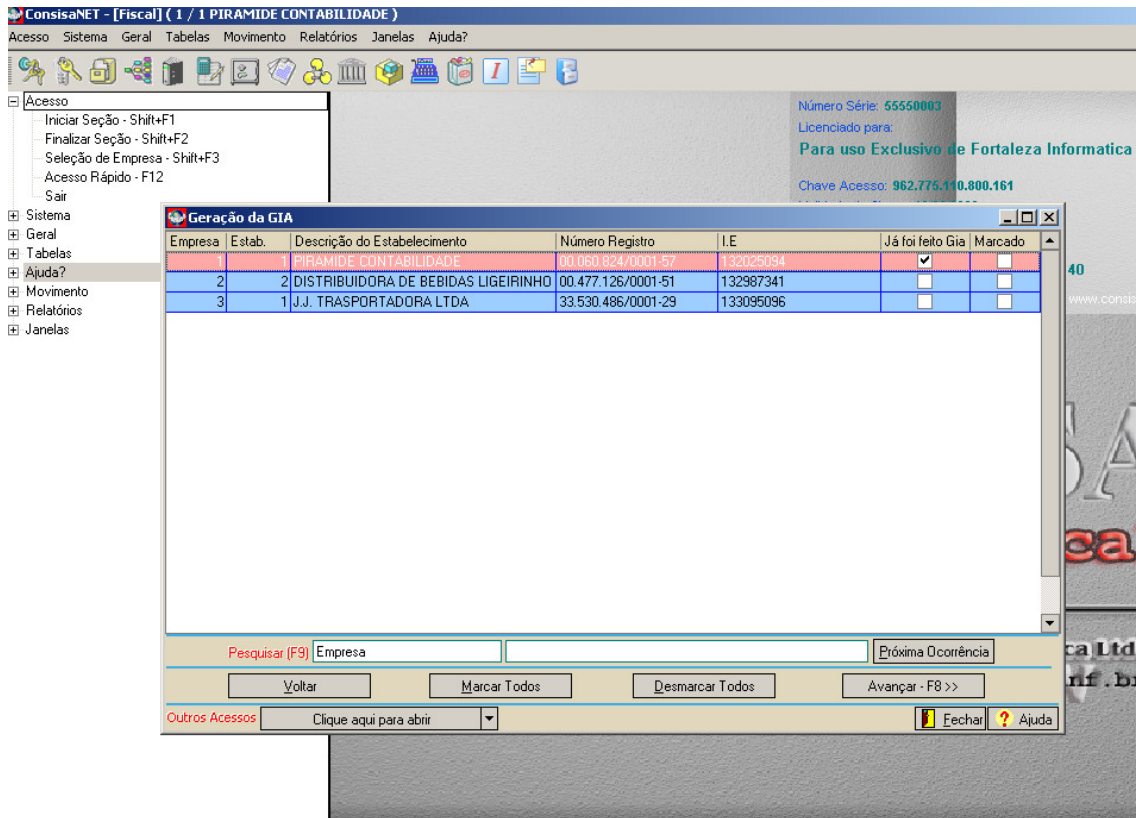 ConsisaNET - [Fiscal] ( 1 / 1 PIRAMIDE CONTABILIDADE )
Acesso Sistema Geral Tabelas Movimento Relatórios Janelas Ajuda?
Acesso
Iniciar Seção - Shift+F1
Finalizar Seção - Shift+F2
Seleção de Empresa - Shift+F3
Acesso Rápido - F12
Sair
Sistema
Geral
Tabelas
Ajuda?
Movimento
Relatórios
Janelas
Número Série: 55550003
Licenciado para:
Para uso Exclusivo de Fortaleza Informatica
Chave Acesso: 962.775.110.800.161
40
www.consis
Geração da GIA
Empresa Estab. Descrição do Estabelecimento Número Registro I.E Já foi feito Gia Marcado
1 1 PIRAMIDE CONTABILIDADE 00.060.824/0001-57 132025094
2 2 DISTRIBUIDORA DE BEBIDAS LIGEIRINHO 00.477.126/0001-51 132987341
3 1 J.J. TRASPORTADORA LTDA 33.530.486/0001-29 133095096
Pesquisar (F9) Empresa Próxima Ocorrência
Voltar Marcar Todos Desmarcar Todos Avançar - F8 >>
Outros Acessos Clique aqui para abrir Fechar Ajuda
ca Ltd
nf.br